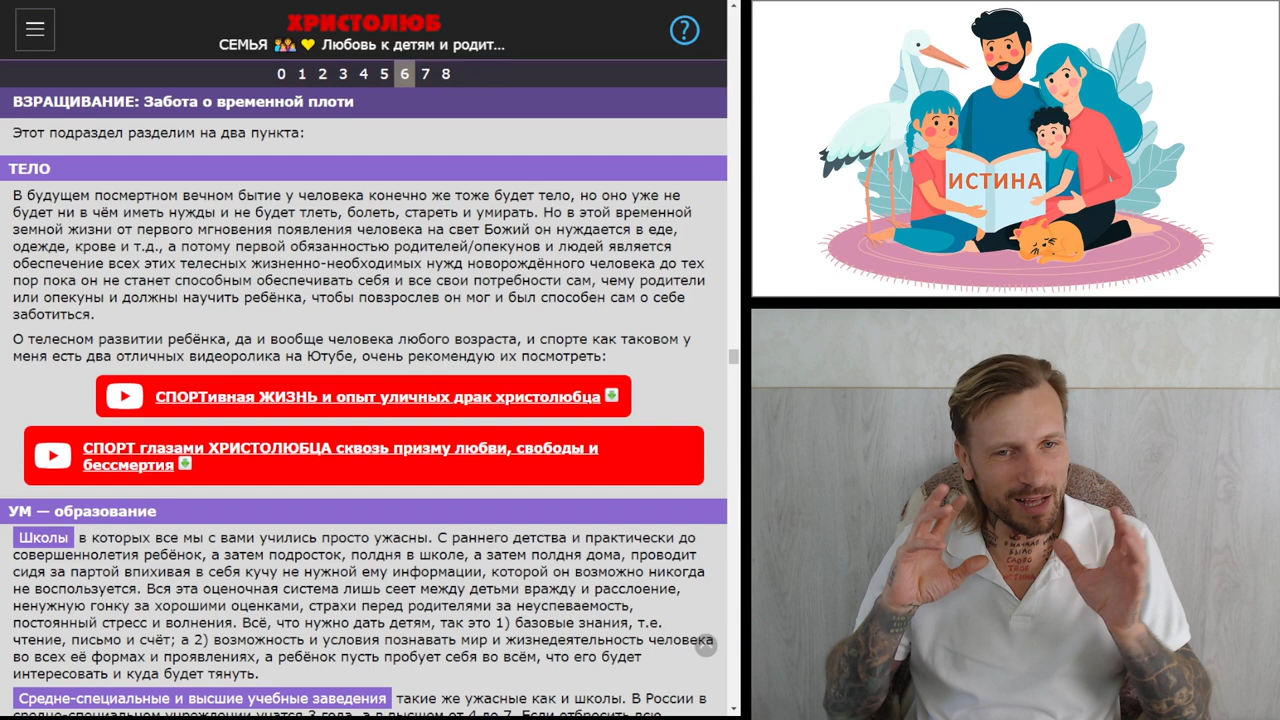 ХРИСТОЛЮБ
СЕМЬЯ 👨‍👩‍👧 💛 Любовь к детям и родит...
?
0 1 2 3 4 5 6 7 8
ВЗРАЩИВАНИЕ: Забота о временной плоти
Этот подраздел разделим на два пункта:
ТЕЛО
В будущем посмертном вечном бытие у человека конечно же тоже будет тело, но оно уже не
будет ни в чём иметь нужды и не будет тлеть, болеть, стареть и умирать. Но в этой временной
земной жизни от первого мгновения появления человека на свет Божий он нуждается в еде,
одежде, крове и т.д., а потому первой обязанностью родителей/опекунов и людей является
обеспечение всех этих телесных жизненно-необходимых нужд новорождённого человека до тех
пор пока он не станет способным обеспечивать себя и все свои потребности сам, чему родители
или опекуны и должны научить ребёнка, чтобы повзрослев он мог и был способен сам о себе
заботиться.
О телесном развитии ребёнка, да и вообще человека любого возраста, и спорте как таковом у
меня есть два отличных видеоролика на Ютубе, очень рекомендую их посмотреть:
СПОРТивная ЖИЗНЬ и опыт уличных драк христолюбца
СПОРТ глазами ХРИСТОЛЮБЦА сквозь призму любви, свободы и
бессмертия
УМ — образование
Школы в которых все мы с вами учились просто ужасны. С раннего детства и практически до
совершеннолетия ребёнок, а затем подросток, полдня в школе, а затем полдня дома, проводит
сидя за партой впихивая в себя кучу не нужной ему информации, которой он возможно никогда
не воспользуется. Вся эта оценочная система лишь сеет между детьми вражду и расслоение,
ненужную гонку за хорошими оценками, страхи перед родителями за неуспеваемость,
постоянный стресс и волнения. Всё, что нужно дать детям, так это 1) базовые знания, т.е.
чтение, письмо и счёт; а 2) возможность и условия познавать мир и жизнедеятельность человека
во всех её формах и проявлениях, а ребёнок пусть пробует себя во всём, что его будет
интересовать и куда будет тянуть.
Средне-специальные и высшие учебные заведения такие же ужасные как и школы. В России в
ИСТИНА
БЫЛО
СЛОВО
ТВОЕ